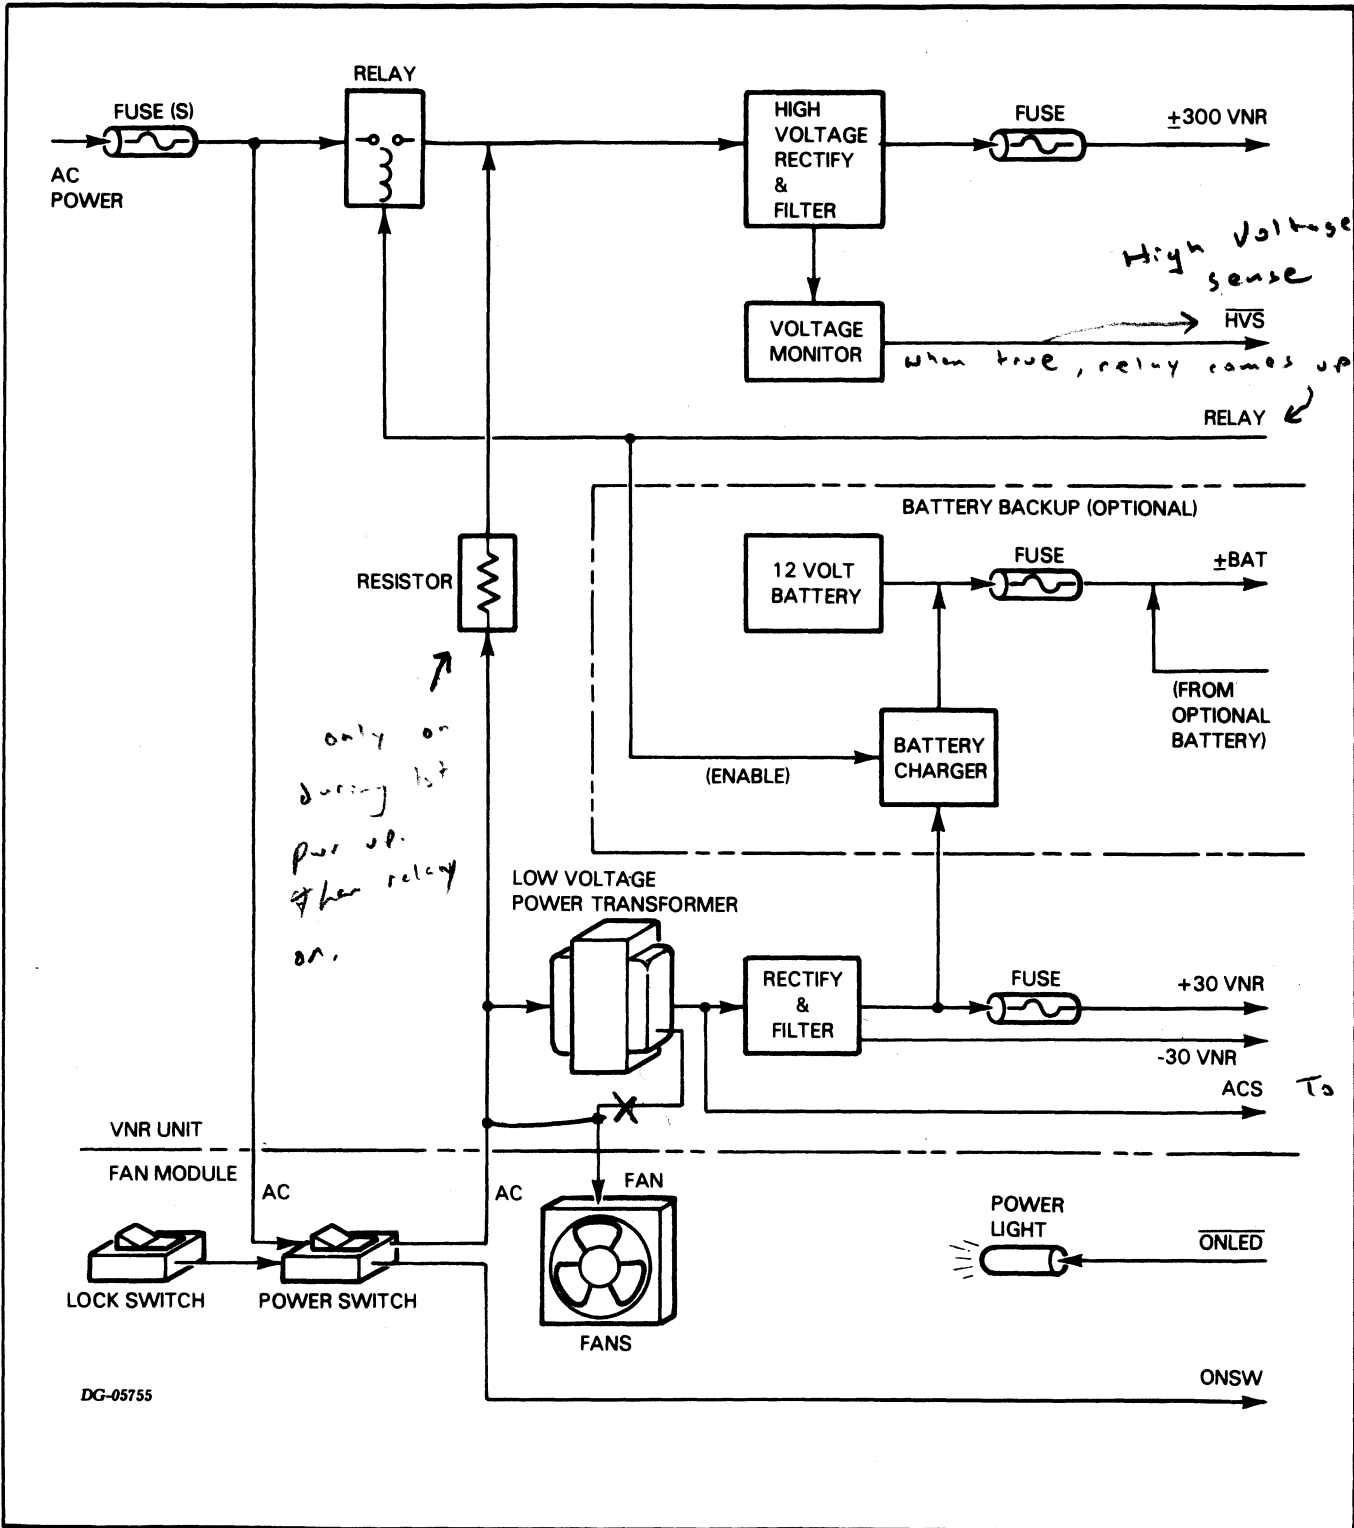 RELAY
FUSE (S)
AC
POWER
HIGH
VOLTAGE
RECTIFY
&
FILTER
FUSE
±300 VNR
High Voltage
sense
VOLTAGE
MONITOR
HVS
when true, relay comes up
RELAY
BATTERY BACKUP (OPTIONAL)
RESISTOR
12 VOLT
BATTERY
FUSE
±BAT
(FROM
OPTIONAL
BATTERY)
BATTERY
CHARGER
(ENABLE)
only on
during 1st
pwr up.
then relay
on.
LOW VOLTAGE
POWER TRANSFORMER
RECTIFY
&
FILTER
FUSE
+30 VNR
-30 VNR
ACS To
VNR UNIT
FAN MODULE
AC
AC
FAN
POWER
LIGHT
ONLED
LOCK SWITCH
POWER SWITCH
FANS
ONSW
DG-05755